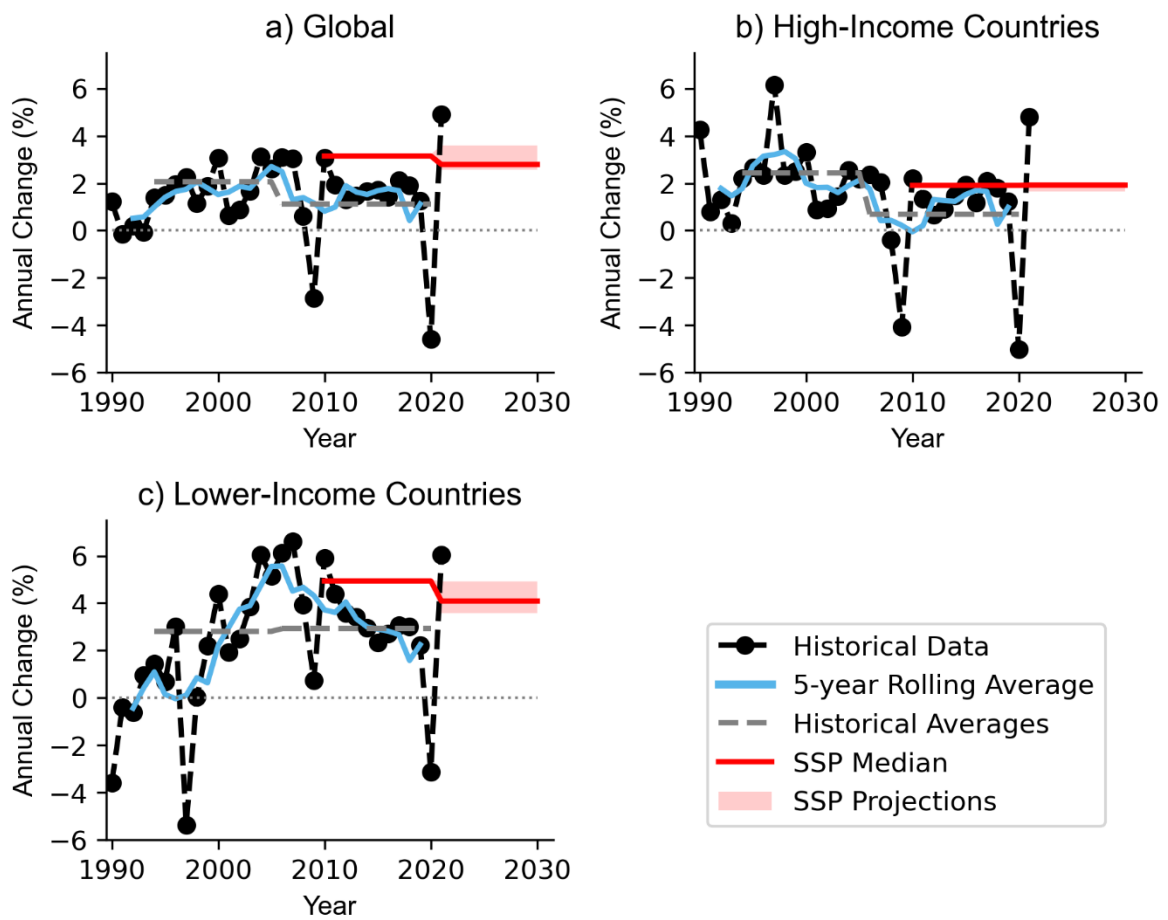 a) Global
Annual Change (%)
6
4
2
0
−2
−4
−6
1990 2000 2010 2020 2030
Year
b) High-Income Countries
Annual Change (%)
6
4
2
0
−2
−4
−6
1990 2000 2010 2020 2030
Year
c) Lower-Income Countries
Annual Change (%)
6
4
2
0
−2
−4
−6
1990 2000 2010 2020 2030
Year
Historical Data
5-year Rolling Average
Historical Averages
SSP Median
SSP Projections